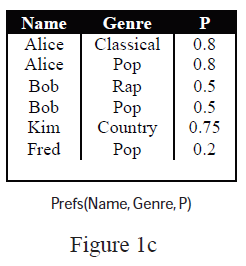 Name Genre P
Alice Classical 0.8
Alice Pop 0.8
Bob Rap 0.5
Bob Pop 0.5
Kim Country 0.75
Fred Pop 0.2
Prefs(Name, Genre, P)
Figure 1c